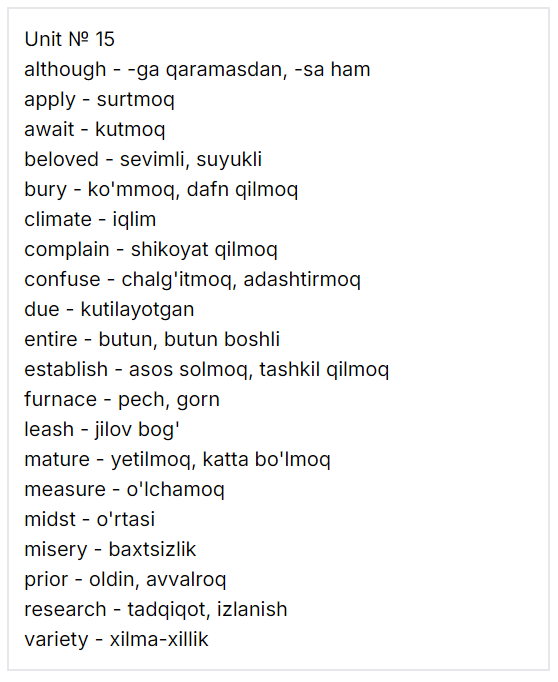 Unit № 15
although - -ga qaramasdan, -sa ham
apply - surtmoq
await - kutmoq
beloved - sevimli, suyukli
bury - ko'mmoq, dafn qilmoq
climate - iqlim
complain - shikoyat qilmoq
confuse - chalg'itmoq, adashtirmoq
due - kutilayotgan
entire - butun, butun boshli
establish - asos solmoq, tashkil qilmoq
furnace - pech, gorn
leash - jilov bog'
mature - yetilmoq, katta bo'lmoq
measure - o'lchamoq
midst - o'rtasi
misery - baxtsizlik
prior - oldin, avvalroq
research - tadqiqot, izlanish
variety - xilma-xillik